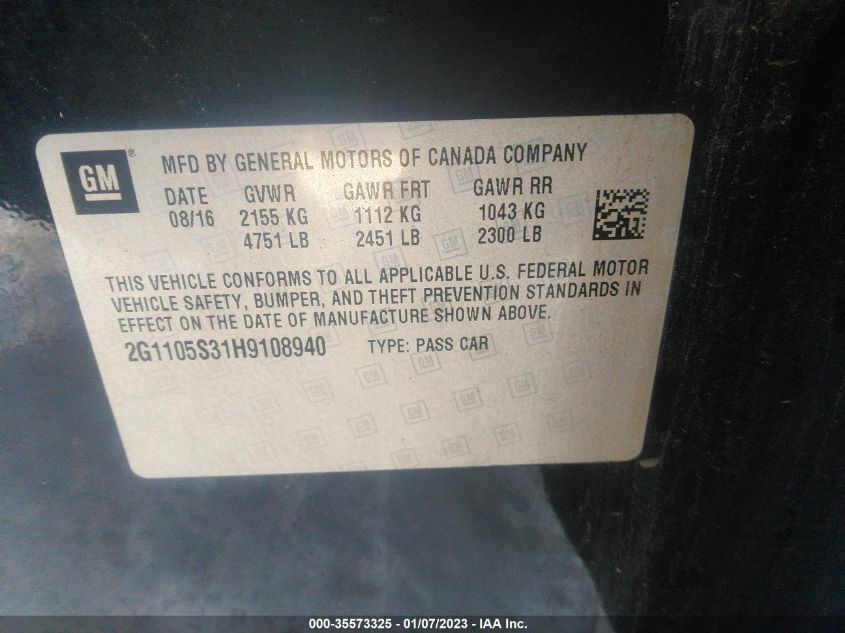 GM ® MFD BY GENERAL MOTORS OF CANADA COMPANY
DATE GVWR GAWR FRT GAWR RR
08/16 2155 KG 1112 KG 1043 KG
4751 LB 2451 LB 2300 LB
THIS VEHICLE CONFORMS TO ALL APPLICABLE U.S. FEDERAL MOTOR
VEHICLE SAFETY, BUMPER, AND THEFT PREVENTION STANDARDS IN
EFFECT ON THE DATE OF MANUFACTURE SHOWN ABOVE.
2G1105S31H9108940 TYPE: PASS CAR
000-35573325 - 01/07/2023 - IAA Inc.